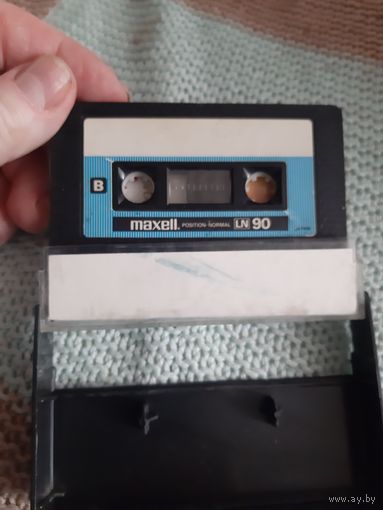 B
maxell. POSITION-NORMAL LN 90
www.ay.by